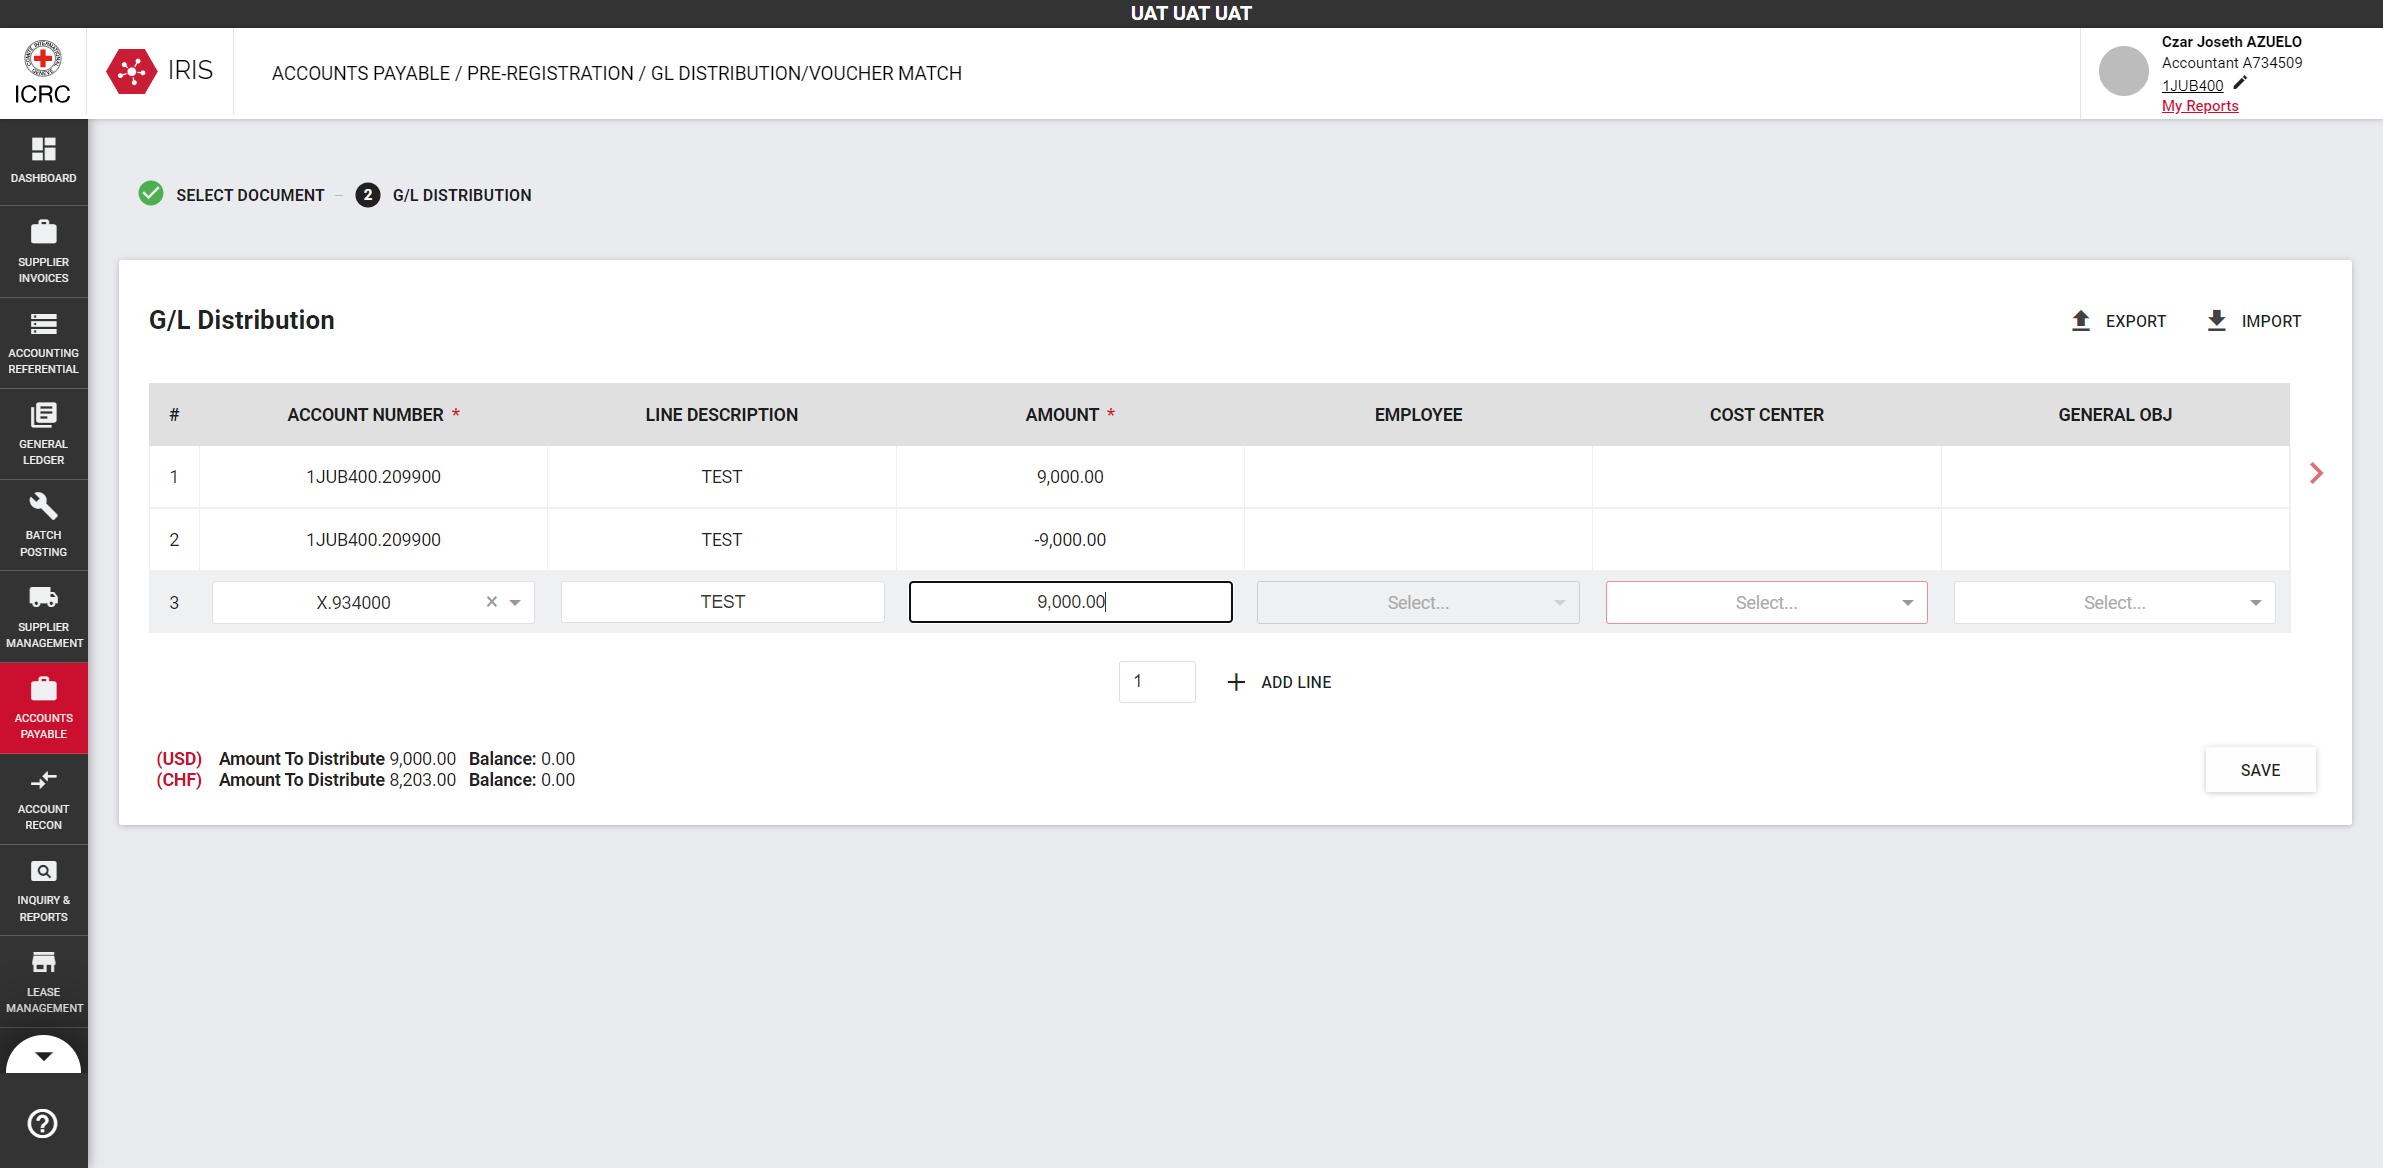 UAT UAT UAT
ICRC
IRIS
ACCOUNTS PAYABLE / PRE-REGISTRATION / GL DISTRIBUTION/VOUCHER MATCH
Czar Joseth AZUELO
Accountant A734509
1JUB400
My Reports
DASHBOARD
SUPPLIER
INVOICES
ACCOUNTING
REFERENTIAL
GENERAL
LEDGER
BATCH
POSTING
SUPPLIER
MANAGEMENT
ACCOUNTS
PAYABLE
ACCOUNT
RECON
INQUIRY &
REPORTS
LEASE
MANAGEMENT
SELECT DOCUMENT – 2 G/L DISTRIBUTION
G/L Distribution
EXPORT IMPORT
# ACCOUNT NUMBER * LINE DESCRIPTION AMOUNT * EMPLOYEE COST CENTER GENERAL OBJ
1 1JUB400.209900 TEST 9,000.00
2 1JUB400.209900 TEST -9,000.00
3 X.934000 × TEST 9,000.00 Select... Select... Select...
1 + ADD LINE
(USD) Amount To Distribute 9,000.00 Balance: 0.00
(CHF) Amount To Distribute 8,203.00 Balance: 0.00
SAVE